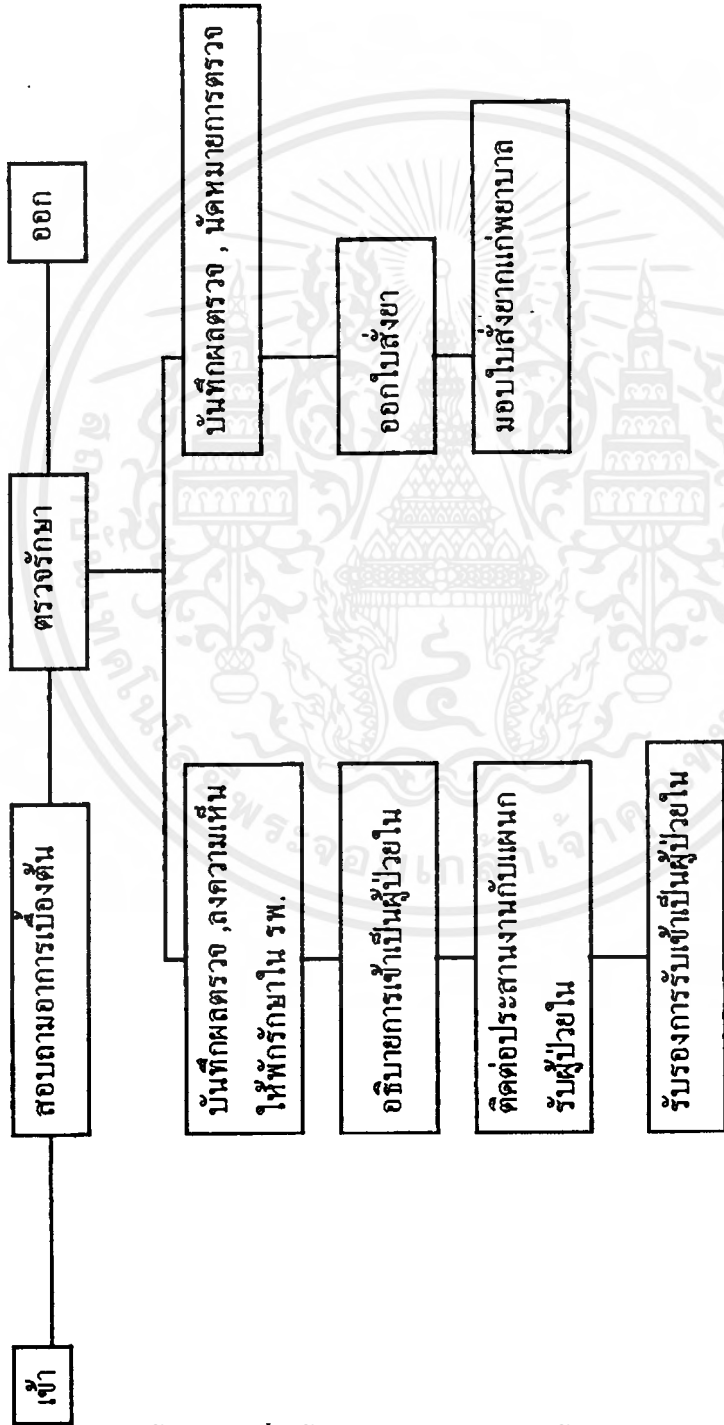 เข้า
สอบถามอาการเบื้องต้น
ตรวจรักษา
ออก
บันทึกผลตรวจ ,ลงความเห็น
ให้พักรักษาใน รพ.
อธิบายการเข้าเป็นผู้ป่วยใน
ติดต่อประสานงานกับแผนก
รับผู้ป่วยใน
รับรองการรับเข้าเป็นผู้ป่วยใน
บันทึกผลตรวจ , นัดหมายการตรวจ
ออกใบสั่งยา
มอบใบสั่งยากแก่พยาบาล